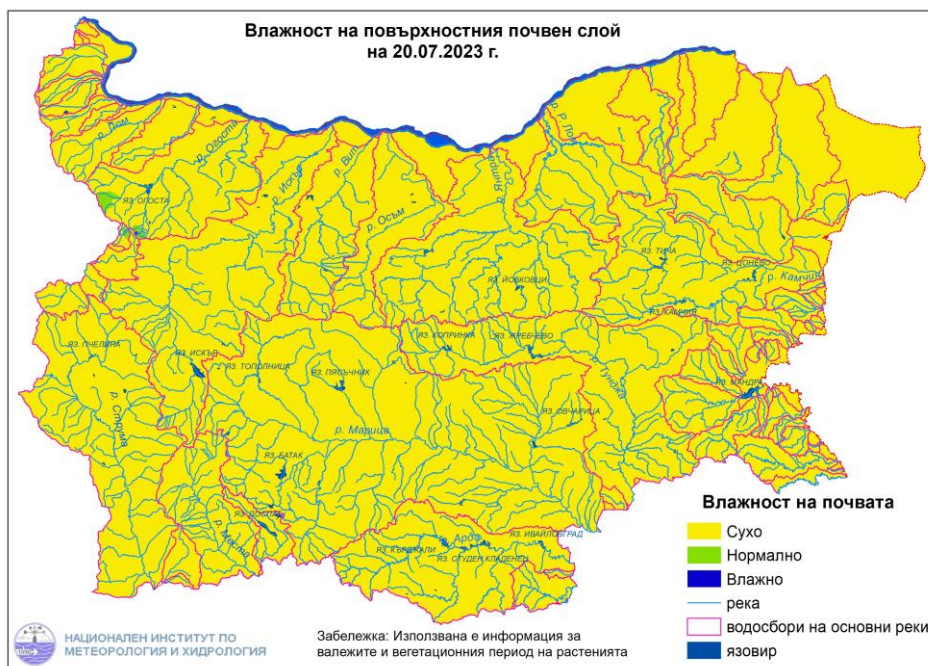 Влажност на повърхностния почвен слой
на 20.07.2023 г.
р. Лом
р. Огоста
р. Искър
р. Вит
р. Осъм
р. Р. Лом
ЯЗ. ОГОСТА
ЯЗ. ТИЧА
ЯЗ. ЦОНЕВО
р. Камчия
ЯЗ. ЙОВКОВЦИ
ЯЗ. КАМЧИЯ
ЯЗ. ПЧЕЛИНА
ЯЗ. ИСКЪР
ЯЗ. ТОПОЛНИЦА
ЯЗ. ПЯСЪЧНИК
ЯЗ. КОПРИНКА
ЯЗ. ЖРЕБЧЕВО
р. Струма
р. Тунджа
ЯЗ. МАНДРА
ЯЗ. ОВЧАРИЦА
р. Марица
ЯЗ. БАТАК
ЯЗ. ДОСПАТ
р. Места
ЯЗ. КЪРДЖАЛИ
р. Арда
ЯЗ. ИВАЙЛОВГРАД
ЯЗ. СТУДЕН КЛАДЕНЕЦ
Влажност на почвата
Сухо
Нормално
Влажно
река
водосбори на основни реки
язовир
НАЦИОНАЛЕН ИНСТИТУТ ПО
МЕТЕОРОЛОГИЯ И ХИДРОЛОГИЯ
Забележка: Използвана е информация за
валежите и вегетационния период на растенията